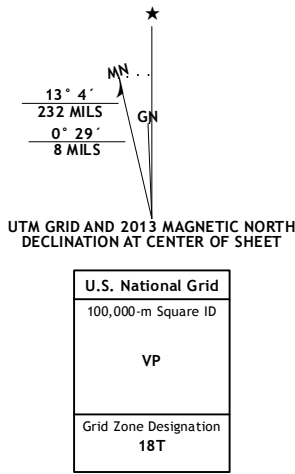 MN
13° 4´
232 MILS
GN
0° 29´
8 MILS
UTM GRID AND 2013 MAGNETIC NORTH
DECLINATION AT CENTER OF SHEET
U.S. National Grid
100,000-m Square ID
VP
Grid Zone Designation
18T